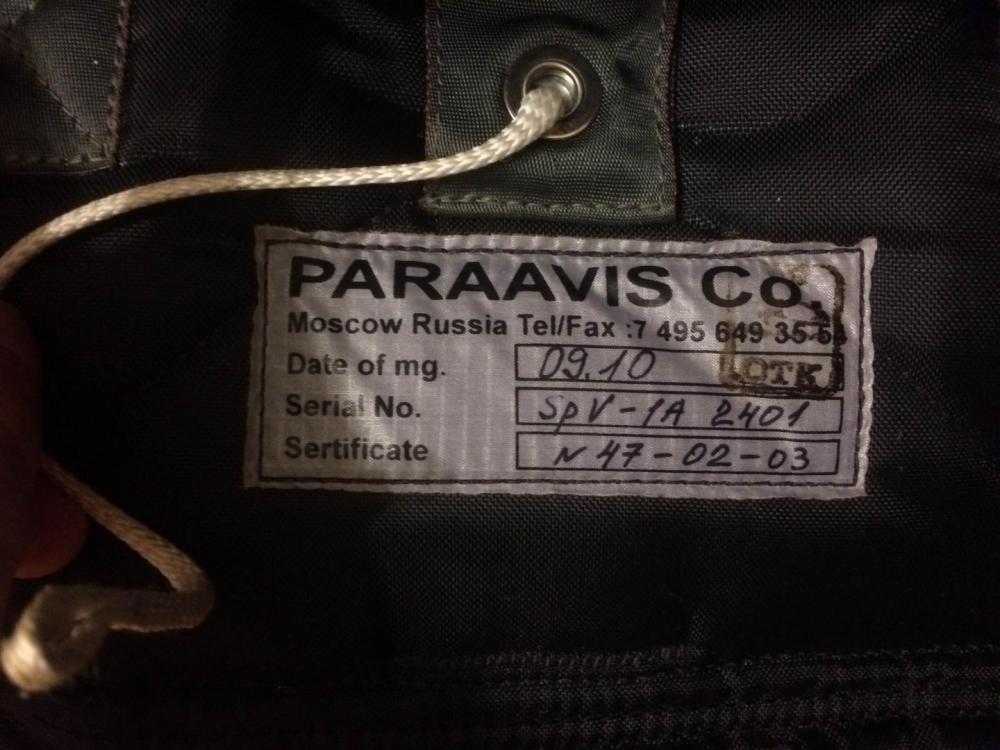 PARAAVIS Co.
Moscow Russia Tel/Fax :7 495 649 35
Date of mg. 09.10
ОТК
Serial No. SpV-1A 2401
Sertificate N 47-02-03